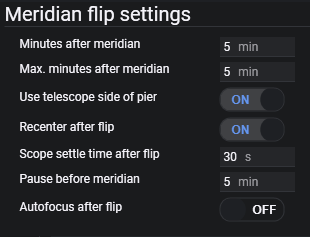 Meridian flip settings
Minutes after meridian 5 min
Max. minutes after meridian 5 min
Use telescope side of pier ON
Recenter after flip ON
Scope settle time after flip 30 s
Pause before meridian 5 min
Autofocus after flip OFF